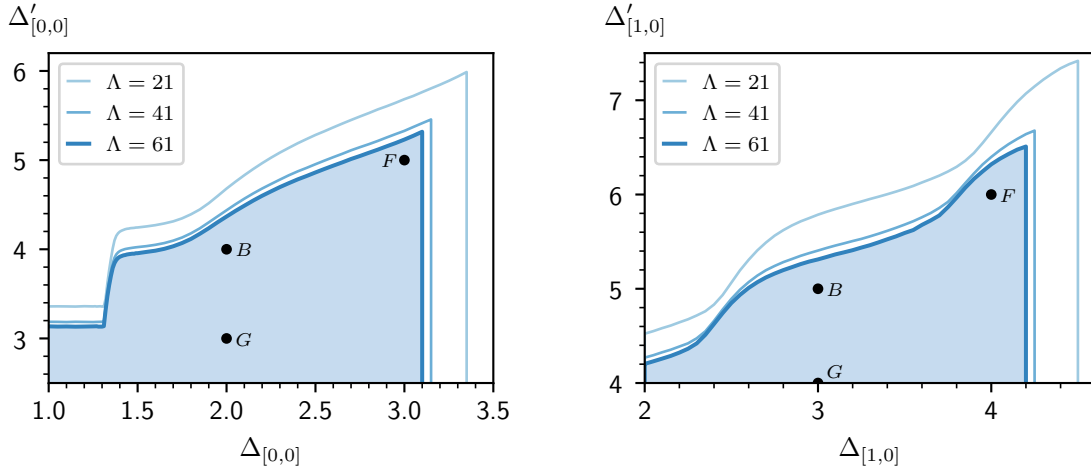 Δ′[0,0]
Λ = 21
Λ = 41
Λ = 61
6
5
4
3
F
B
G
1.0 1.5 2.0 2.5 3.0 3.5
Δ[0,0]
Δ′[1,0]
Λ = 21
Λ = 41
Λ = 61
7
6
5
4
F
B
G
2 3 4
Δ[1,0]